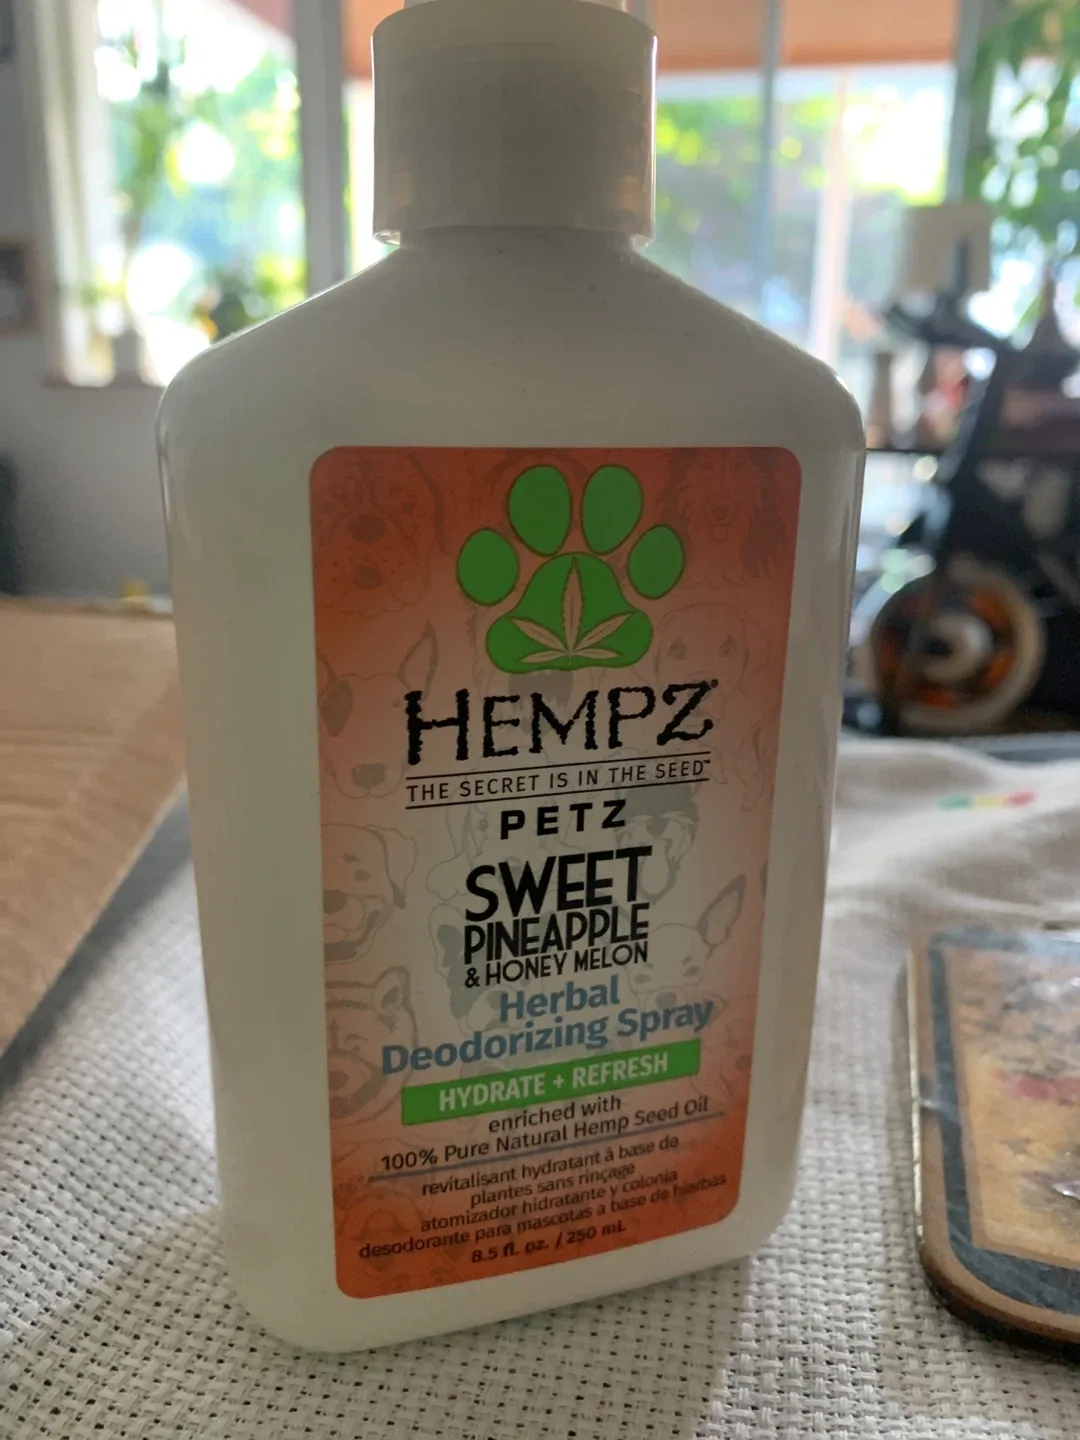 HEMPZ®
THE SECRET IS IN THE SEED™
PETZ
SWEET
PINEAPPLE
& HONEY MELON
Herbal
Deodorizing Spray
HYDRATE + REFRESH
enriched with
100% Pure Natural Hemp Seed Oil
revitalisant hydratant à base de
plantes sans rinçage
atomizador hidratante y colonia
desodorante para mascotas a base de hierbas
8.5 fl. oz. / 250 mL